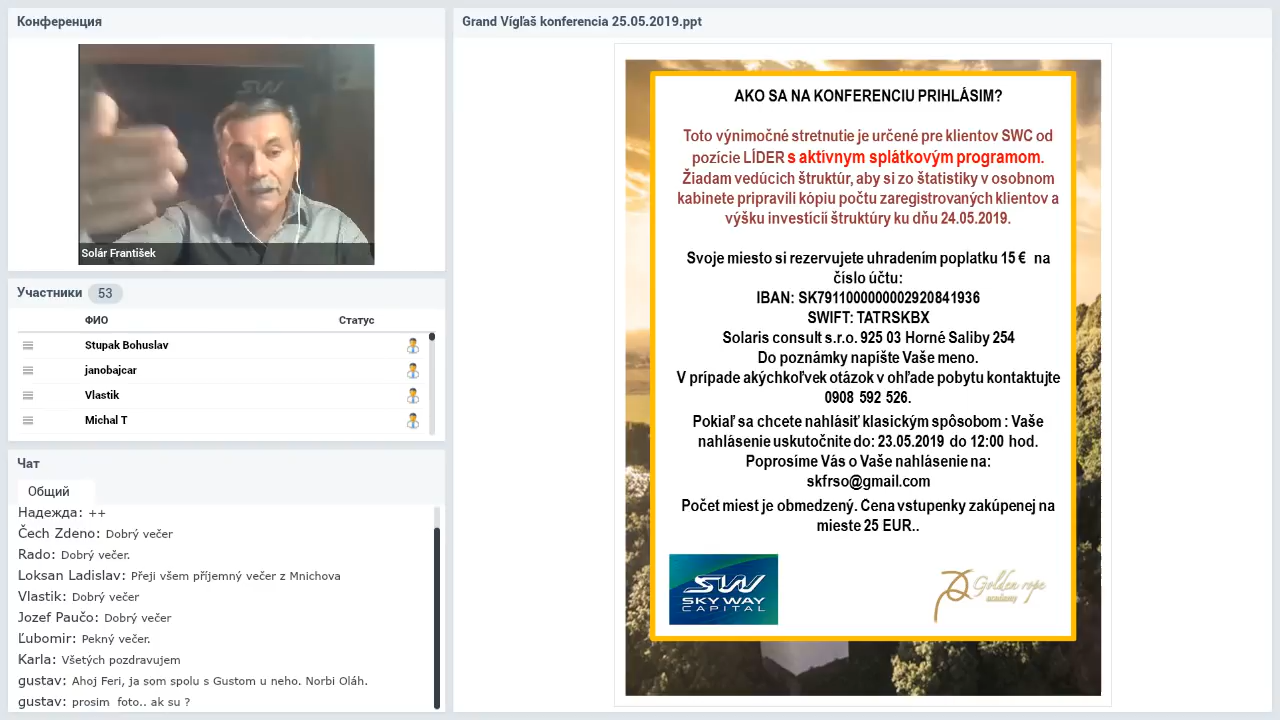 Конференция
SW
Solár František
Участники 53
ФИО Статус
Stupak Bohuslav
janobajcar
Vlastik
Michal T
Чат
Общий
Надежда: ++
Čech Zdeno: Dobrý večer
Rado: Dobrý večer.
Loksan Ladislav: Přeji všem příjemný večer z Mnichova
Vlastik: Dobrý večer
Jozef Paučo: Dobrý večer
Ľubomir: Pekný večer.
Karla: Všetých pozdravujem
gustav: Ahoj Feri, ja som spolu s Gustom u neho. Norbi Oláh.
gustav: prosim foto.. ak su ?
Grand Vígľaš konferencia 25.05.2019.ppt
AKO SA NA KONFERENCIU PRIHLÁSIM?
Toto výnimočné stretnutie je určené pre klientov SWC od
pozície LÍDER s aktívnym splátkovým programom.
Žiadam vedúcich štruktúr, aby si zo štatistiky v osobnom
kabinete pripravili kópiu počtu zaregistrovaných klientov a
výšku investícií štruktúry ku dňu 24.05.2019.
Svoje miesto si rezervujete uhradením poplatku 15 € na
číslo účtu:
IBAN: SK7911000000002920841936
SWIFT: TATRSKBX
Solaris consult s.r.o. 925 03 Horné Saliby 254
Do poznámky napíšte Vaše meno.
V prípade akýchkoľvek otázok v ohľade pobytu kontaktujte
0908 592 526.
Pokiaľ sa chcete nahlásiť klasickým spôsobom : Vaše
nahlásenie uskutočnite do: 23.05.2019 do 12:00 hod.
Poprosíme Vás o Vaše nahlásenie na:
skfrso@gmail.com
Počet miest je obmedzený. Cena vstupenky zakúpenej na
mieste 25 EUR..
SW
SKY WAY
CAPITAL
Golden rope
academy